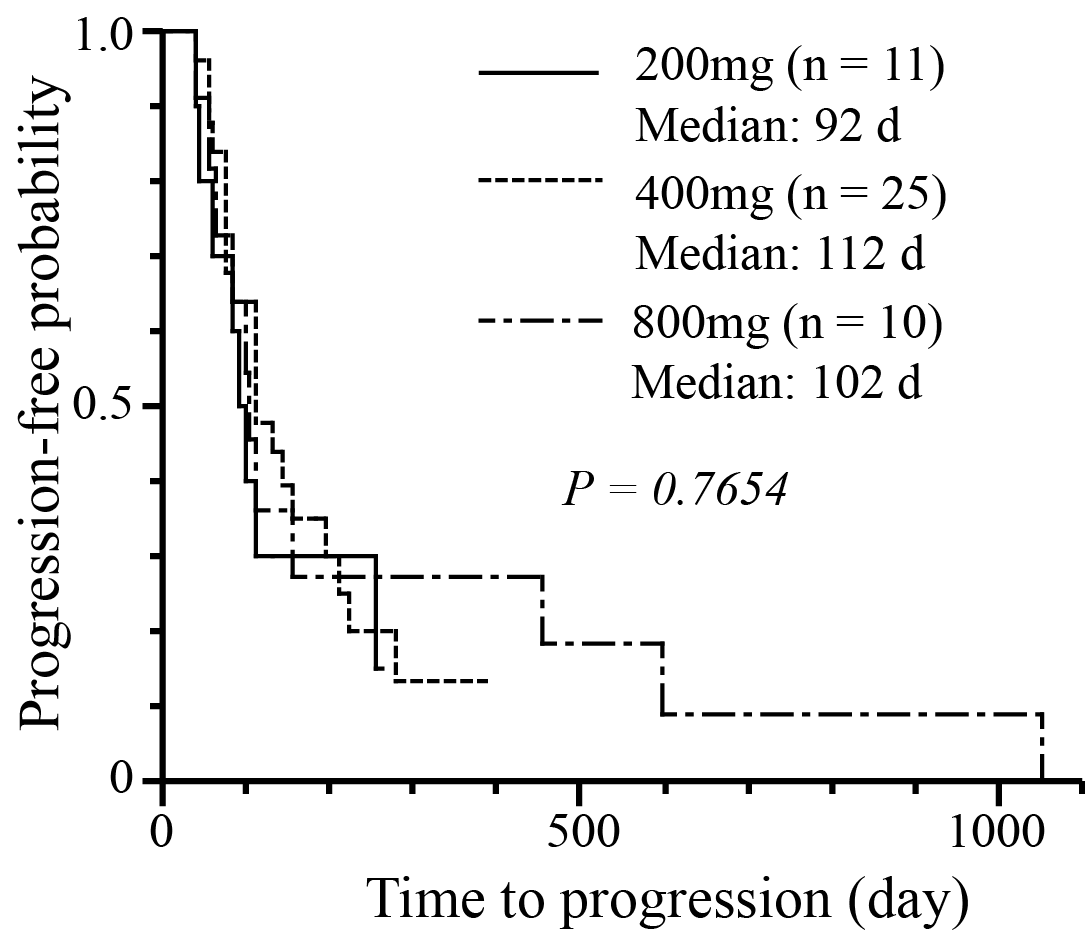 Progression-free probability
1.0
0.5
0
200mg (n = 11)
Median: 92 d
400mg (n = 25)
Median: 112 d
800mg (n = 10)
Median: 102 d
P = 0.7654
0
500
1000
Time to progression (day)